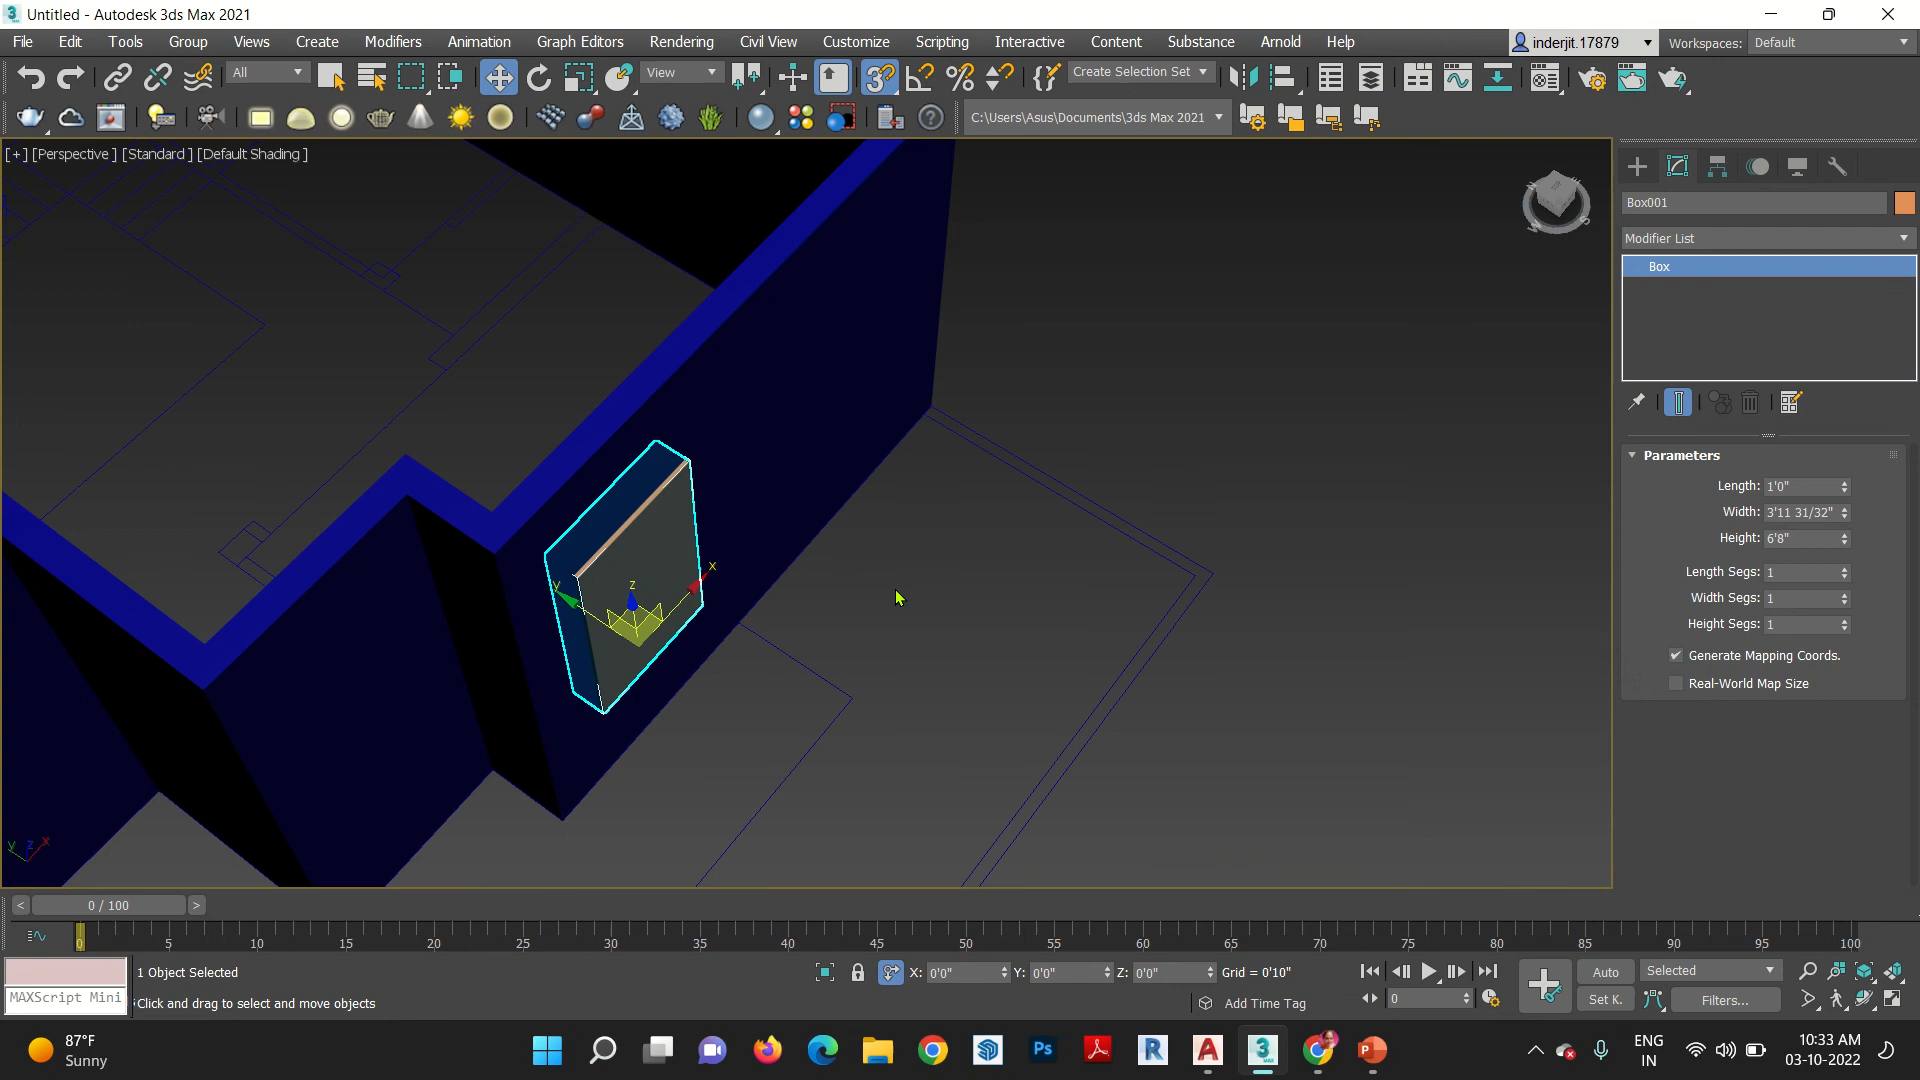 Untitled - Autodesk 3ds Max 2021
File Edit Tools Group Views Create Modifiers Animation Graph Editors Rendering Civil View Customize Scripting Interactive Content Substance Arnold Help
inderjit.17879 Workspaces: Default
All View Create Selection Set
C:\Users\Asus\Documents\3ds Max 2021
[+] [Perspective] [Standard] [Default Shading]
Box001
Modifier List
Box
Parameters
Length: 1'0"
Width: 3'11 31/32"
Height: 6'8"
Length Segs: 1
Width Segs: 1
Height Segs: 1
Generate Mapping Coords.
Real-World Map Size
x
y
z
W
S
y z x
< 0 / 100 >
0 5 10 15 20 25 30 35 40 45 50 55 60 65 70 75 80 85 90 95 100
1 Object Selected
X: 0'0" Y: 0'0" Z: 0'0" Grid = 0'10"
Auto Selected
MAXScript Mini
Click and drag to select and move objects
Add Time Tag
0
Set K. Filters...
87°F
Sunny
Ps
R
A
3
ENG
IN
10:33 AM
03-10-2022